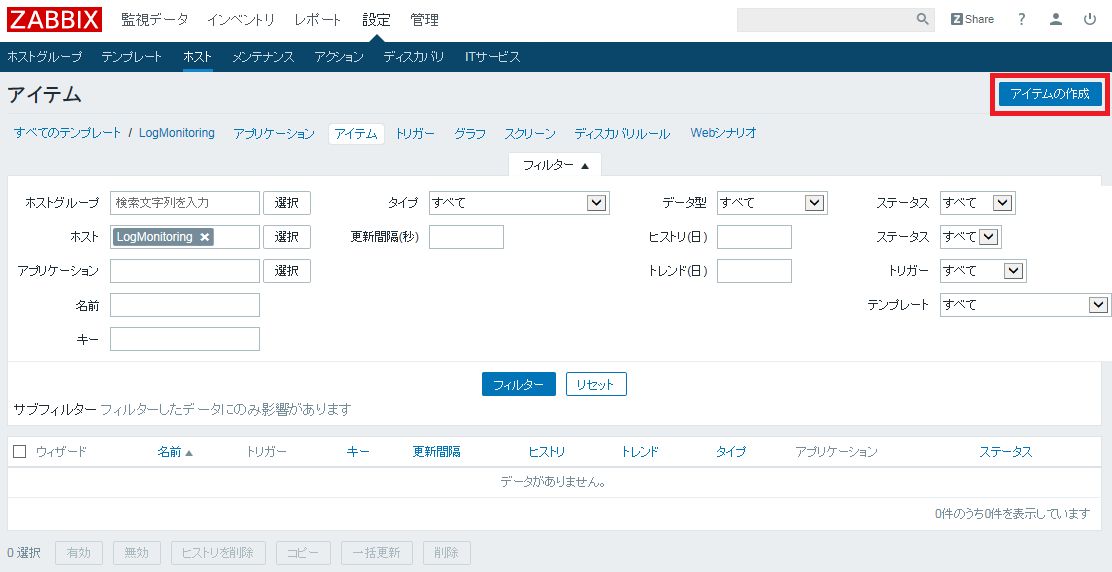 ZABBIX 監視データ インベントリ レポート 設定 管理 Z Share ?
ホストグループ テンプレート ホスト メンテナンス アクション ディスカバリ ITサービス
アイテム アイテムの作成
すべてのテンプレート / LogMonitoring アプリケーション アイテム トリガー グラフ スクリーン ディスカバリルール Webシナリオ
フィルター ▲
ホストグループ 検索文字列を入力 選択 タイプ すべて データ型 すべて ステータス すべて
ホスト LogMonitoring × 選択 更新間隔(秒) ヒストリ(日) ステータス すべて
アプリケーション 選択 トレンド(日) トリガー すべて
名前 テンプレート すべて
キー
フィルター リセット
サブフィルター フィルターしたデータにのみ影響があります
ウィザード 名前 ▲ トリガー キー 更新間隔 ヒストリ トレンド タイプ アプリケーション ステータス
データがありません。
0件のうち0件を表示しています
0 選択 有効 無効 ヒストリを削除 コピー 一括更新 削除